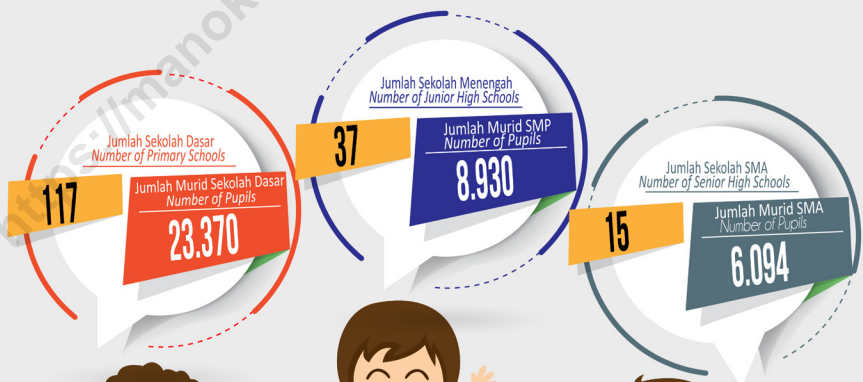 Jumlah Sekolah Dasar
Number of Primary Schools
117
Jumlah Murid Sekolah Dasar
Number of Pupils
23.370
Jumlah Sekolah Menengah
Number of Junior High Schools
37
Jumlah Murid SMP
Number of Pupils
8.930
Jumlah Sekolah SMA
Number of Senior High Schools
15
Jumlah Murid SMA
Number of Pupils
6.094
https://manok